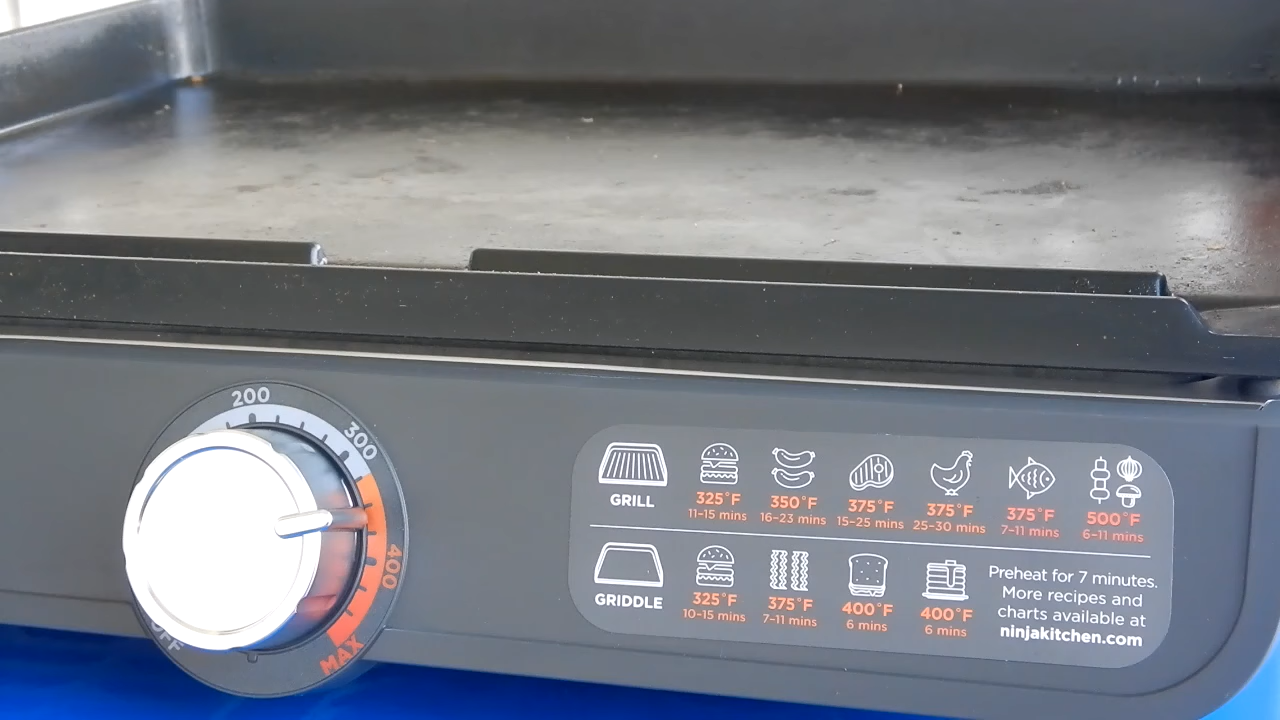 200
300
400
MAX
OFF
GRILL
325°F
11-15 mins
350°F
16-23 mins
375°F
15-25 mins
375°F
25-30 mins
375°F
7-11 mins
500°F
6-11 mins
GRIDDLE
325°F
10-15 mins
375°F
7-11 mins
400°F
6 mins
400°F
6 mins
Preheat for 7 minutes.
More recipes and
charts available at
ninjakitchen.com